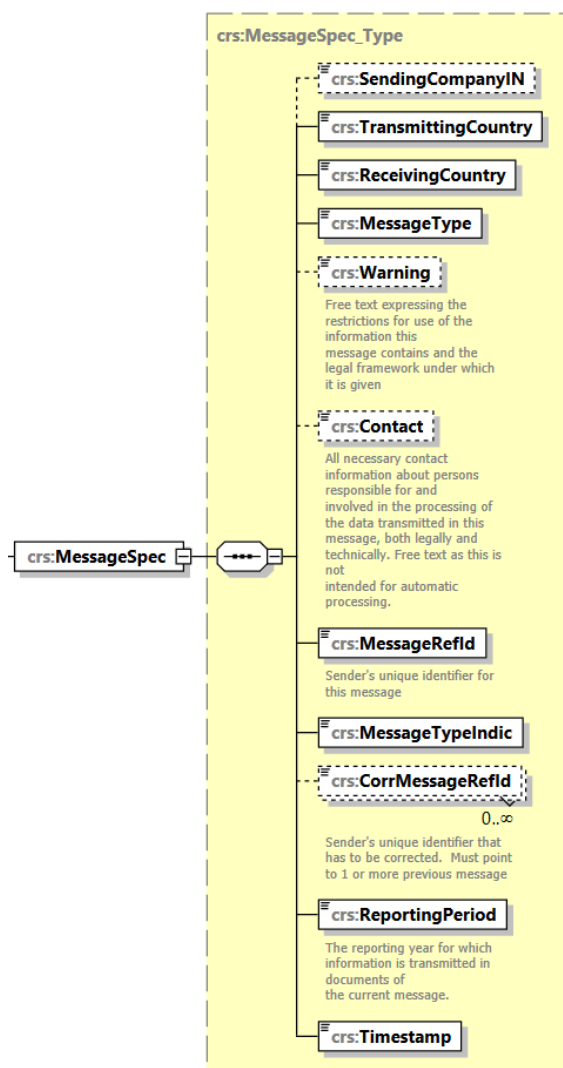 crs:MessageSpec_Type
crs:SendingCompanyIN
crs:TransmittingCountry
crs:ReceivingCountry
crs:MessageType
crs:Warning
Free text expressing the
restrictions for use of the
information this
message contains and the
legal framework under which
it is given
crs:Contact
All necessary contact
information about persons
responsible for and
involved in the processing of
the data transmitted in this
message, both legally and
technically. Free text as this is
not
intended for automatic
processing.
crs:MessageSpec
crs:MessageRefId
Sender's unique identifier for
this message
crs:MessageTypeIndic
crs:CorrMessageRefId
0..∞
Sender's unique identifier that
has to be corrected.  Must point
to 1 or more previous message
crs:ReportingPeriod
The reporting year for which
information is transmitted in
documents of
the current message.
crs:Timestamp